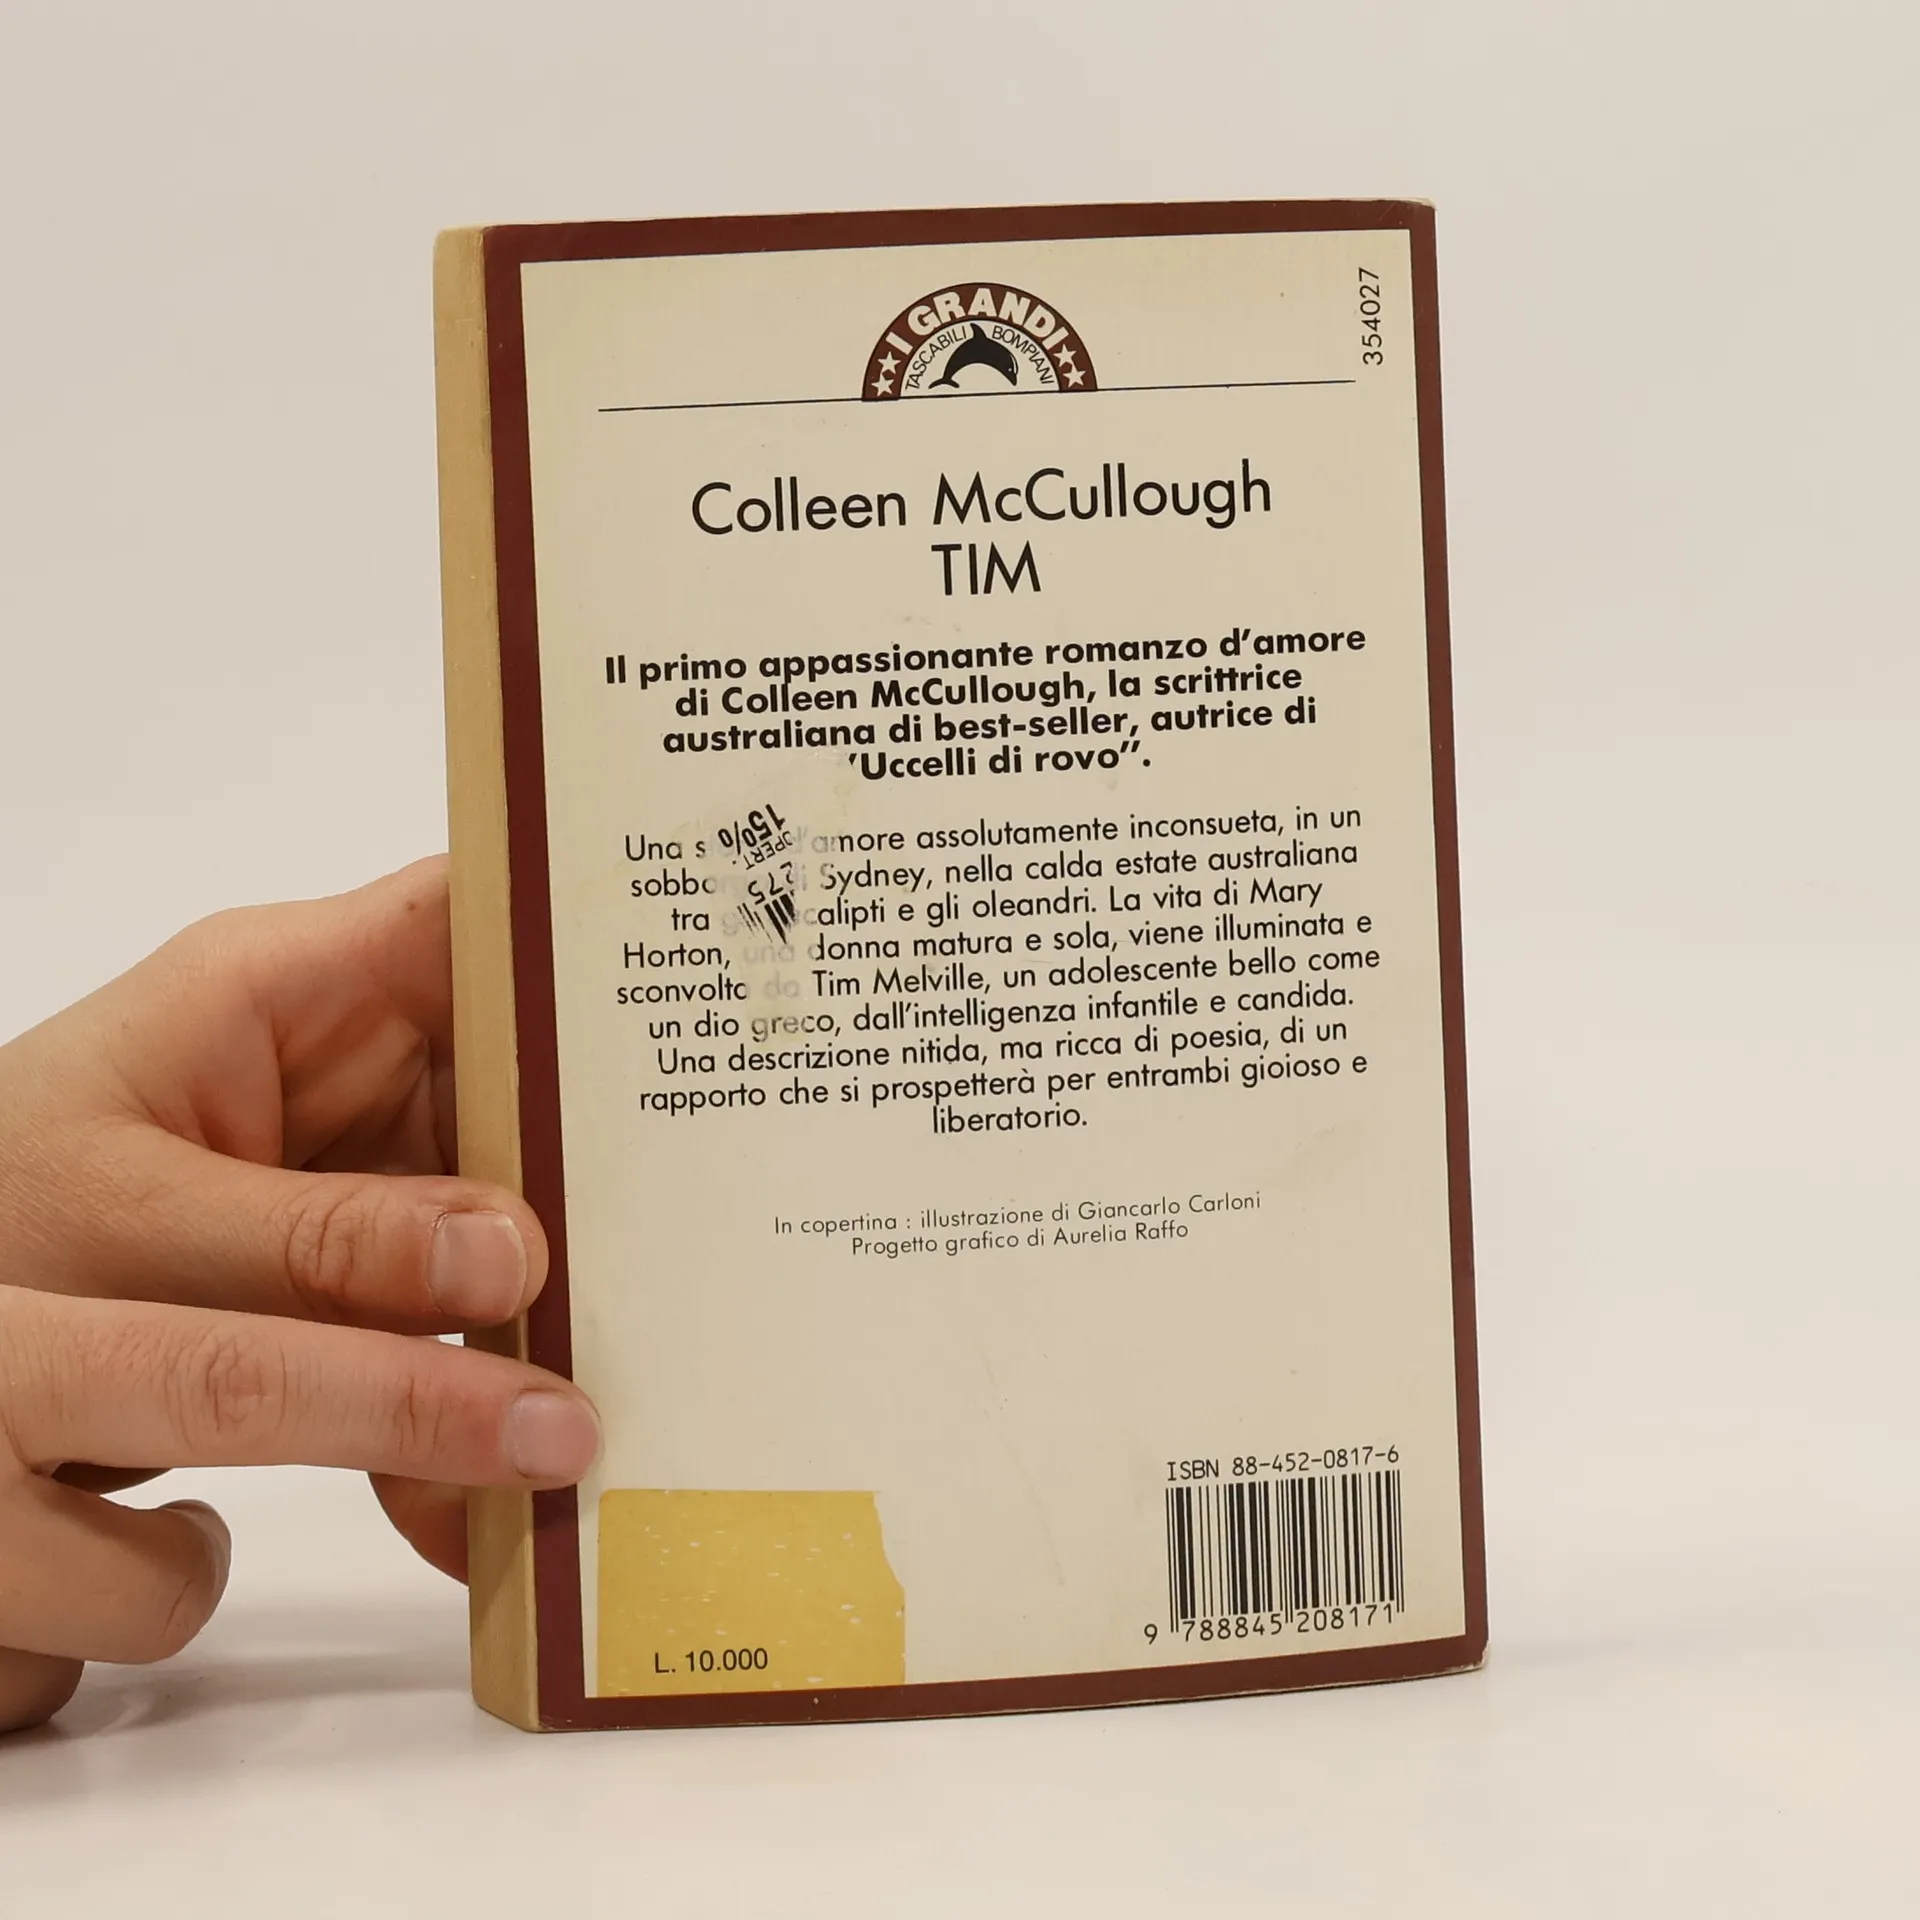 354027
I GRANDI
TASCABILI BOMPIANI
Colleen McCullough
TIM
Il primo appassionante romanzo d'amore
di Colleen McCullough, la scrittrice
australiana di best-seller, autrice di
"Uccelli di rovo".
15%
Una s d'amore assolutamente inconsueta, in un
sobborgo di Sydney, nella calda estate australiana
tra calipti e gli oleandri. La vita di Mary
Horton, una donna matura e sola, viene illuminata e
sconvolta da Tim Melville, un adolescente bello come
un dio greco, dall'intelligenza infantile e candida.
Una descrizione nitida, ma ricca di poesia, di un
rapporto che si prospetterà per entrambi gioioso e
liberatorio.
In copertina : illustrazione di Giancarlo Carloni
Progetto grafico di Aurelia Raffo
ISBN 88-452-0817-6
9 788845 208171
L. 10.000